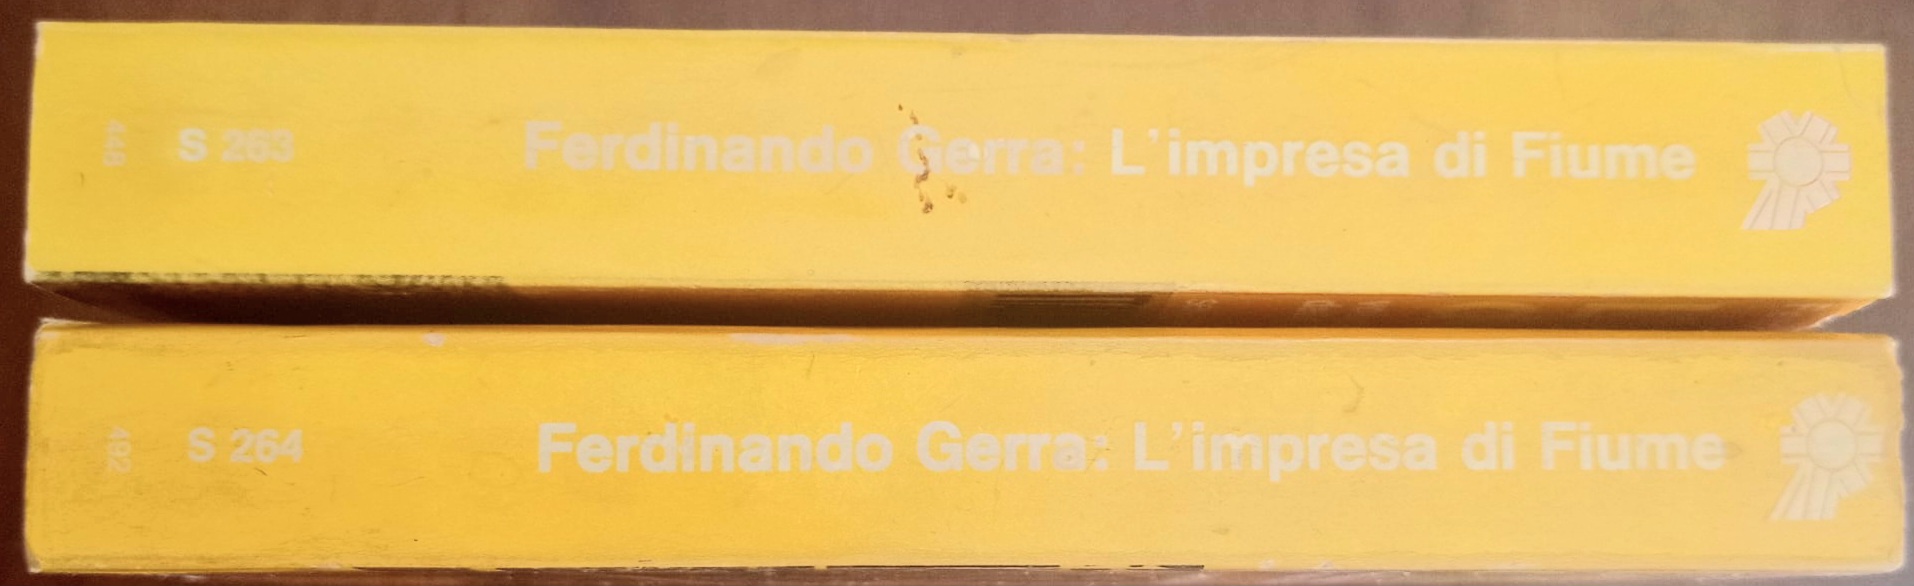 448 S 263 Ferdinando Gerra: L'impresa di Fiume
492 S 264 Ferdinando Gerra: L'impresa di Fiume